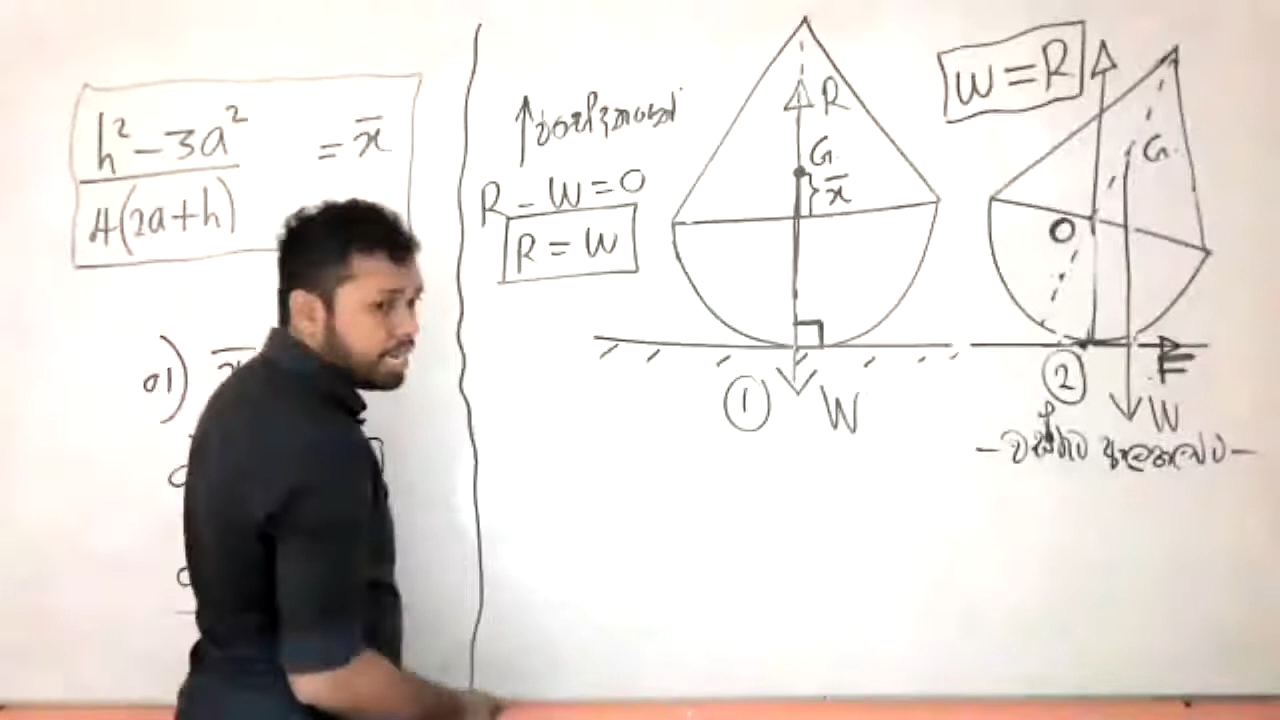 h² - 3a²
4(2a+h)
= x̄
01) x̄
↑
R - W = 0
R = W
R
G
x̄
①
W
W = R
G
O
②
F
W